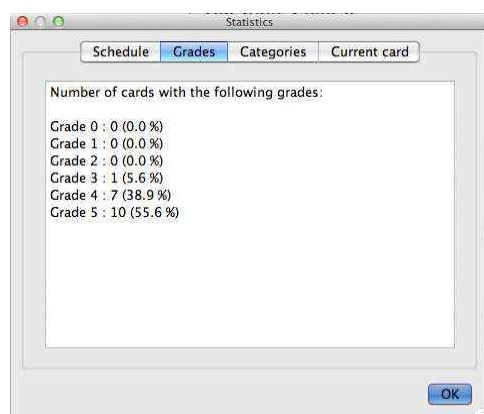 Statistics
Schedule Grades Categories Current card
Number of cards with the following grades:
Grade 0 : 0 (0.0 %)
Grade 1 : 0 (0.0 %)
Grade 2 : 0 (0.0 %)
Grade 3 : 1 (5.6 %)
Grade 4 : 7 (38.9 %)
Grade 5 : 10 (55.6 %)
OK